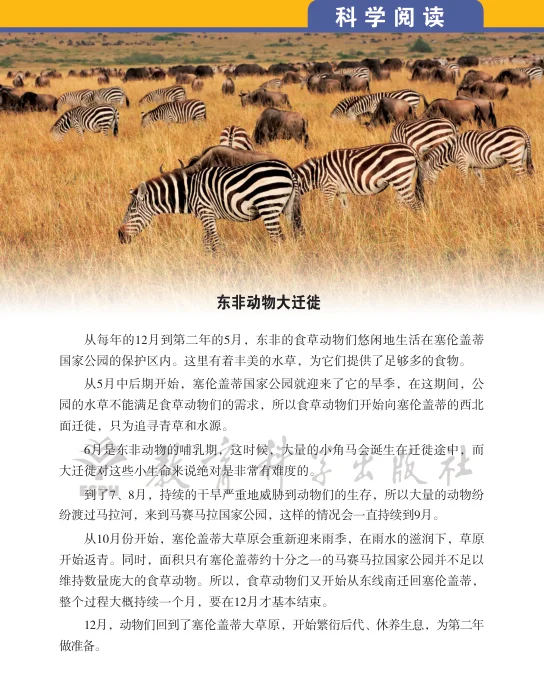 科学阅读
东非动物大迁徙
从每年的12月到第二年的5月，东非的食草动物们悠闲地生活在塞伦盖蒂
国家公园的保护区内。这里有着丰美的水草，为它们提供了足够多的食物。
从5月中后期开始，塞伦盖蒂国家公园就迎来了它的旱季，在这期间，公
园的水草不能满足食草动物们的需求，所以食草动物们开始向塞伦盖蒂的西北
面迁徙，只为追寻青草和水源。
6月是东非动物的哺乳期，这时候，大量的小角马会诞生在迁徙途中，而
大迁徙对这些小生命来说绝对是非常有难度的。
教育科学出版社
ESPH
到了7、8月，持续的干旱严重地威胁到动物们的生存，所以大量的动物纷
纷渡过马拉河，来到马赛马拉国家公园，这样的情况会一直持续到9月。
从10月份开始，塞伦盖蒂大草原会重新迎来雨季，在雨水的滋润下，草原
开始返青。同时，面积只有塞伦盖蒂约十分之一的马赛马拉国家公园并不足以
维持数量庞大的食草动物。所以，食草动物们又开始从东线南迁回塞伦盖蒂，
整个过程大概持续一个月，要在12月才基本结束。
12月，动物们回到了塞伦盖蒂大草原，开始繁衍后代、休养生息，为第二年
做准备。